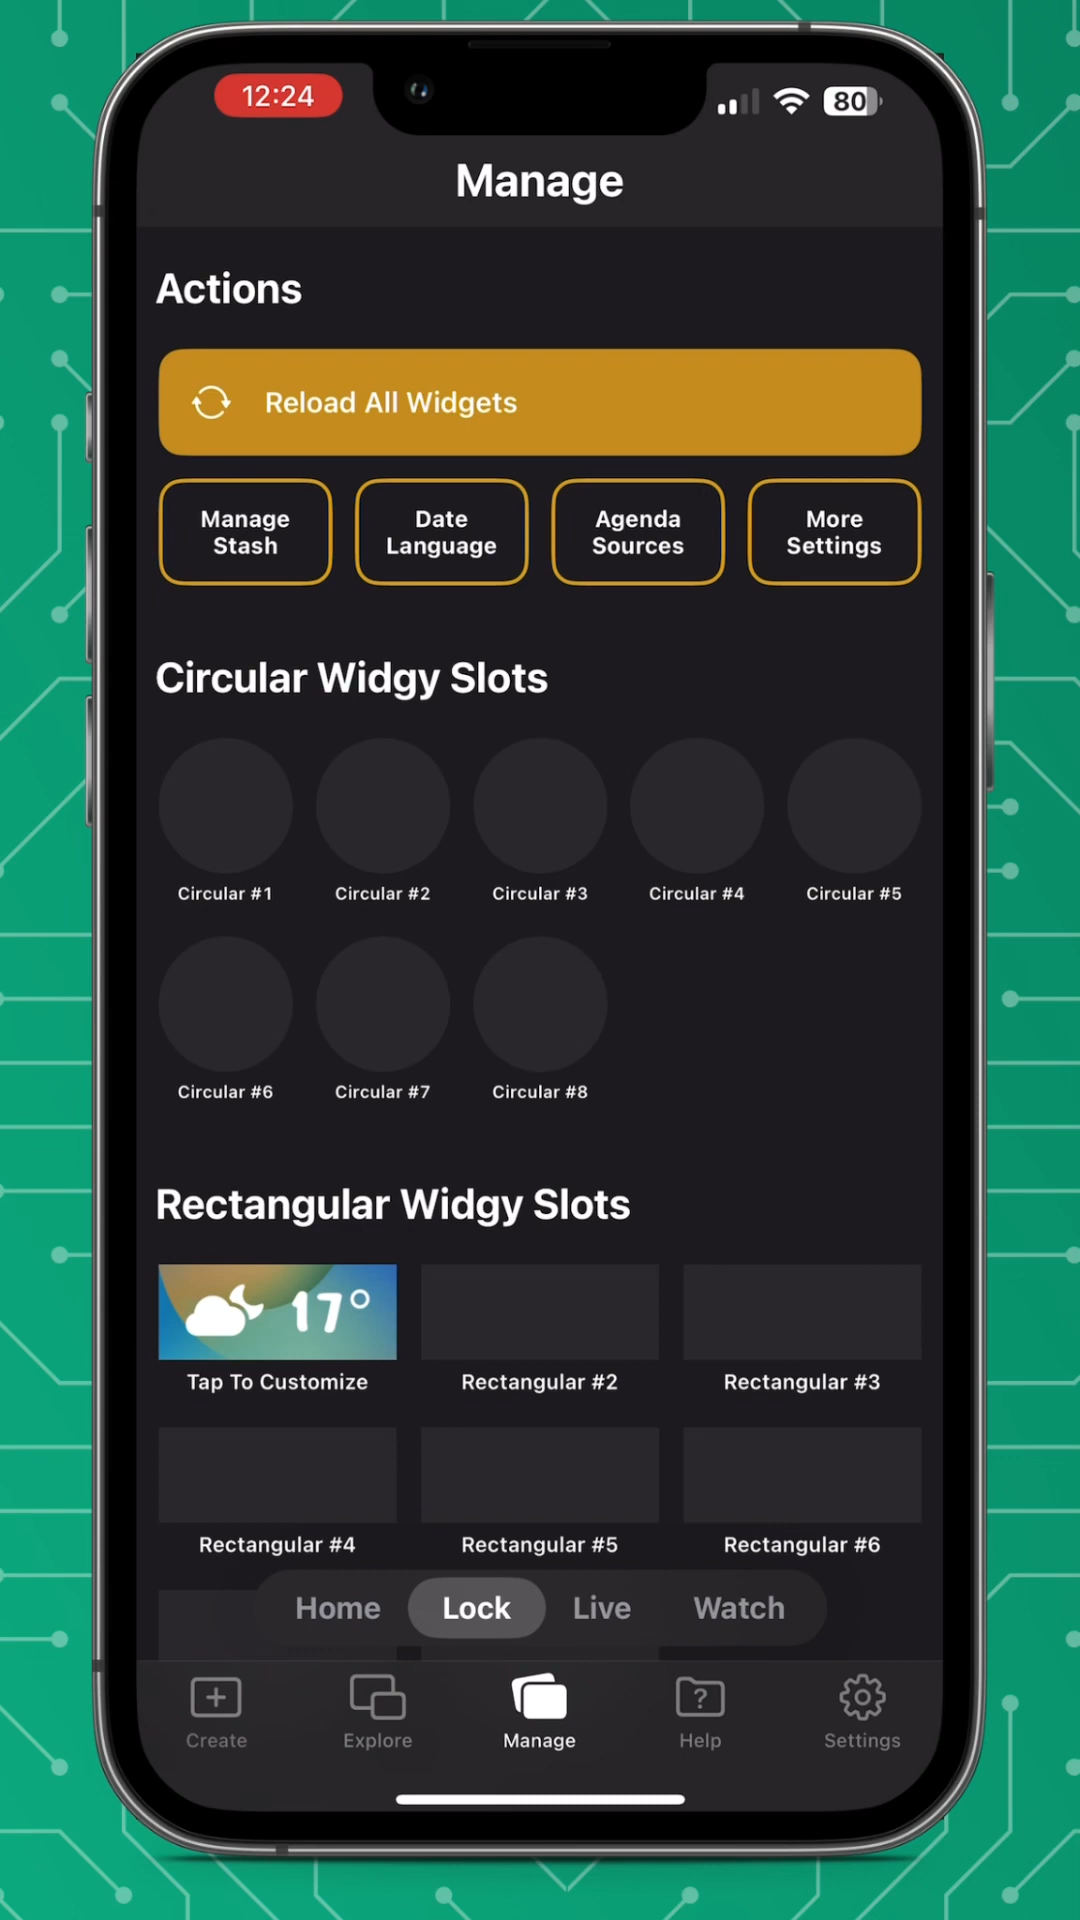 12:24
80
Manage
Actions
Reload All Widgets
Manage Stash
Date Language
Agenda Sources
More Settings
Circular Widgy Slots
Circular #1
Circular #2
Circular #3
Circular #4
Circular #5
Circular #6
Circular #7
Circular #8
Rectangular Widgy Slots
17°
Tap To Customize
Rectangular #2
Rectangular #3
Rectangular #4
Rectangular #5
Rectangular #6
Home
Lock
Live
Watch
Create
Explore
Manage
?
Help
Settings